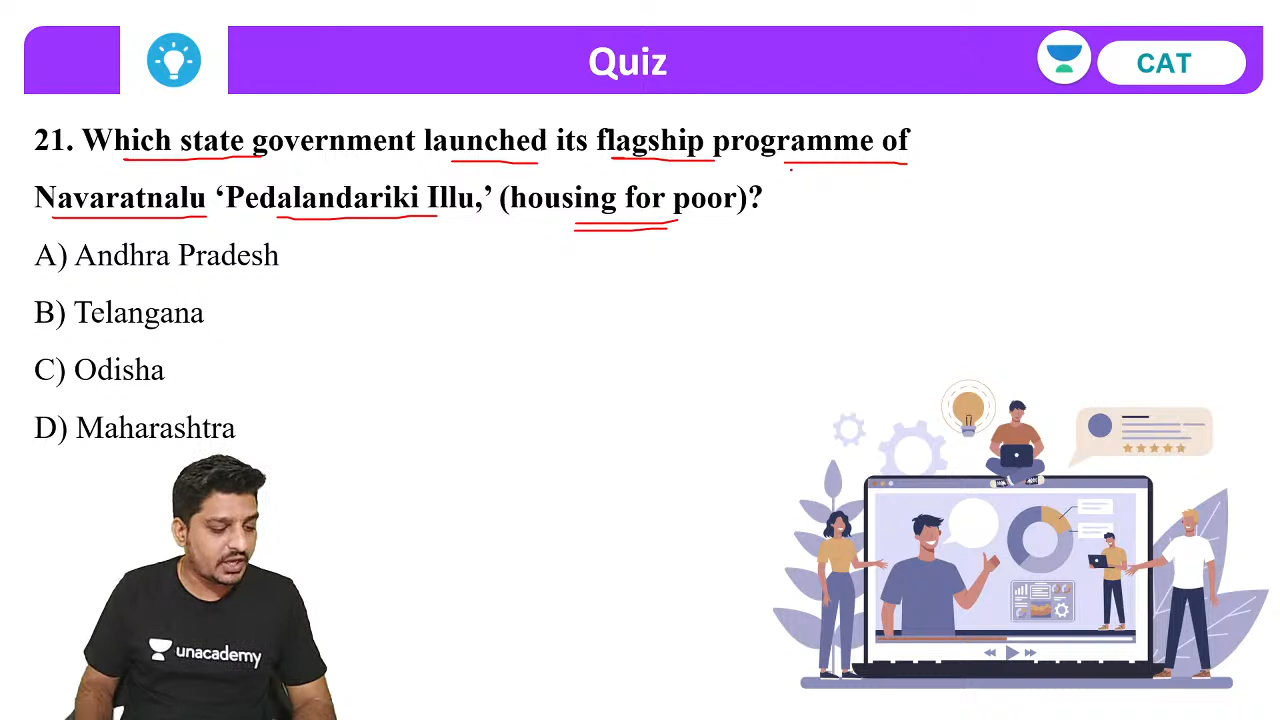 Quiz
CAT
21. Which state government launched its flagship programme of
Navaratnalu ‘Pedalandariki Illu,’ (housing for poor)?
A) Andhra Pradesh
B) Telangana
C) Odisha
D) Maharashtra
unacademy